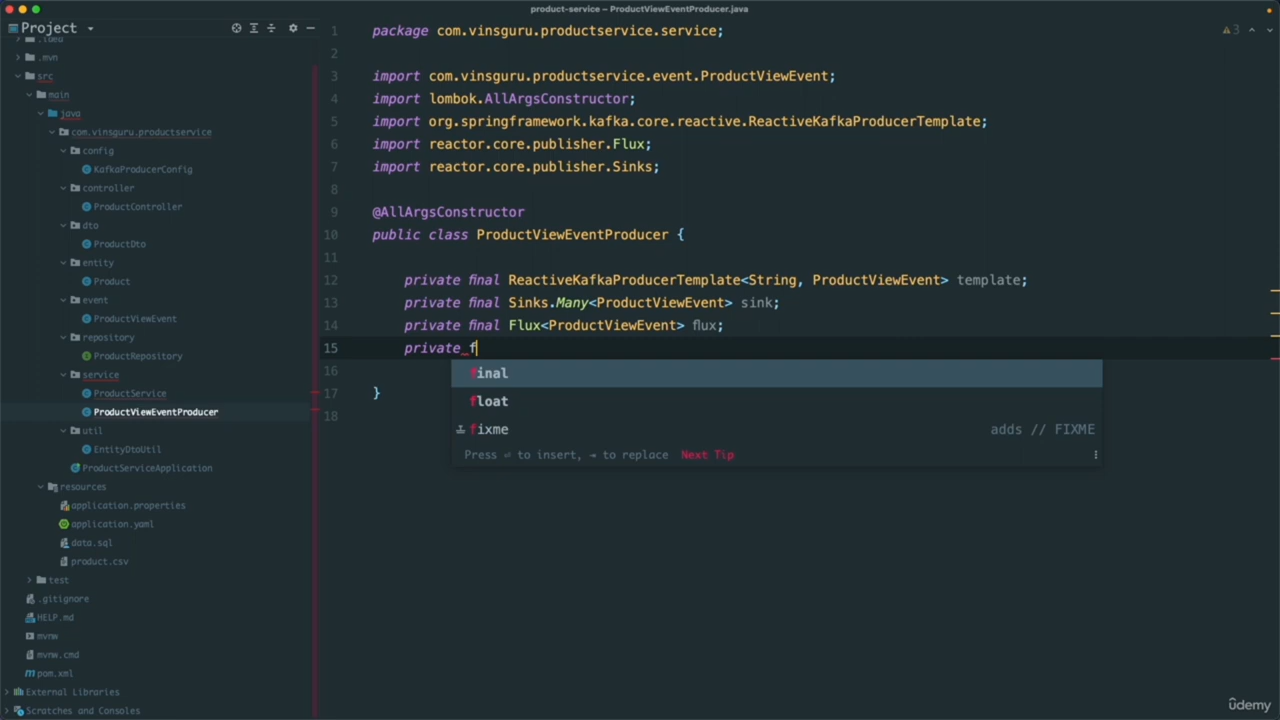 product-service – ProductViewEventProducer.java
Project
.idea
.mvn
src
main
java
com.vinsguru.productservice
config
KafkaProducerConfig
controller
ProductController
dto
ProductDto
entity
Product
event
ProductViewEvent
repository
ProductRepository
service
ProductService
ProductViewEventProducer
util
EntityDtoUtil
ProductServiceApplication
resources
application.properties
application.yaml
data.sql
product.csv
test
.gitignore
HELP.md
mvnw
mvnw.cmd
pom.xml
External Libraries
Scratches and Consoles
1 package com.vinsguru.productservice.service;
2
3 import com.vinsguru.productservice.event.ProductViewEvent;
4 import lombok.AllArgsConstructor;
5 import org.springframework.kafka.core.reactive.ReactiveKafkaProducerTemplate;
6 import reactor.core.publisher.Flux;
7 import reactor.core.publisher.Sinks;
8
9 @AllArgsConstructor
10 public class ProductViewEventProducer {
11
12 private final ReactiveKafkaProducerTemplate<String, ProductViewEvent> template;
13 private final Sinks.Many<ProductViewEvent> sink;
14 private final Flux<ProductViewEvent> flux;
15 private f
16
17 }
18
final
float
fixme adds // FIXME
Press ⏎ to insert, ⇥ to replace Next Tip
3
udemy